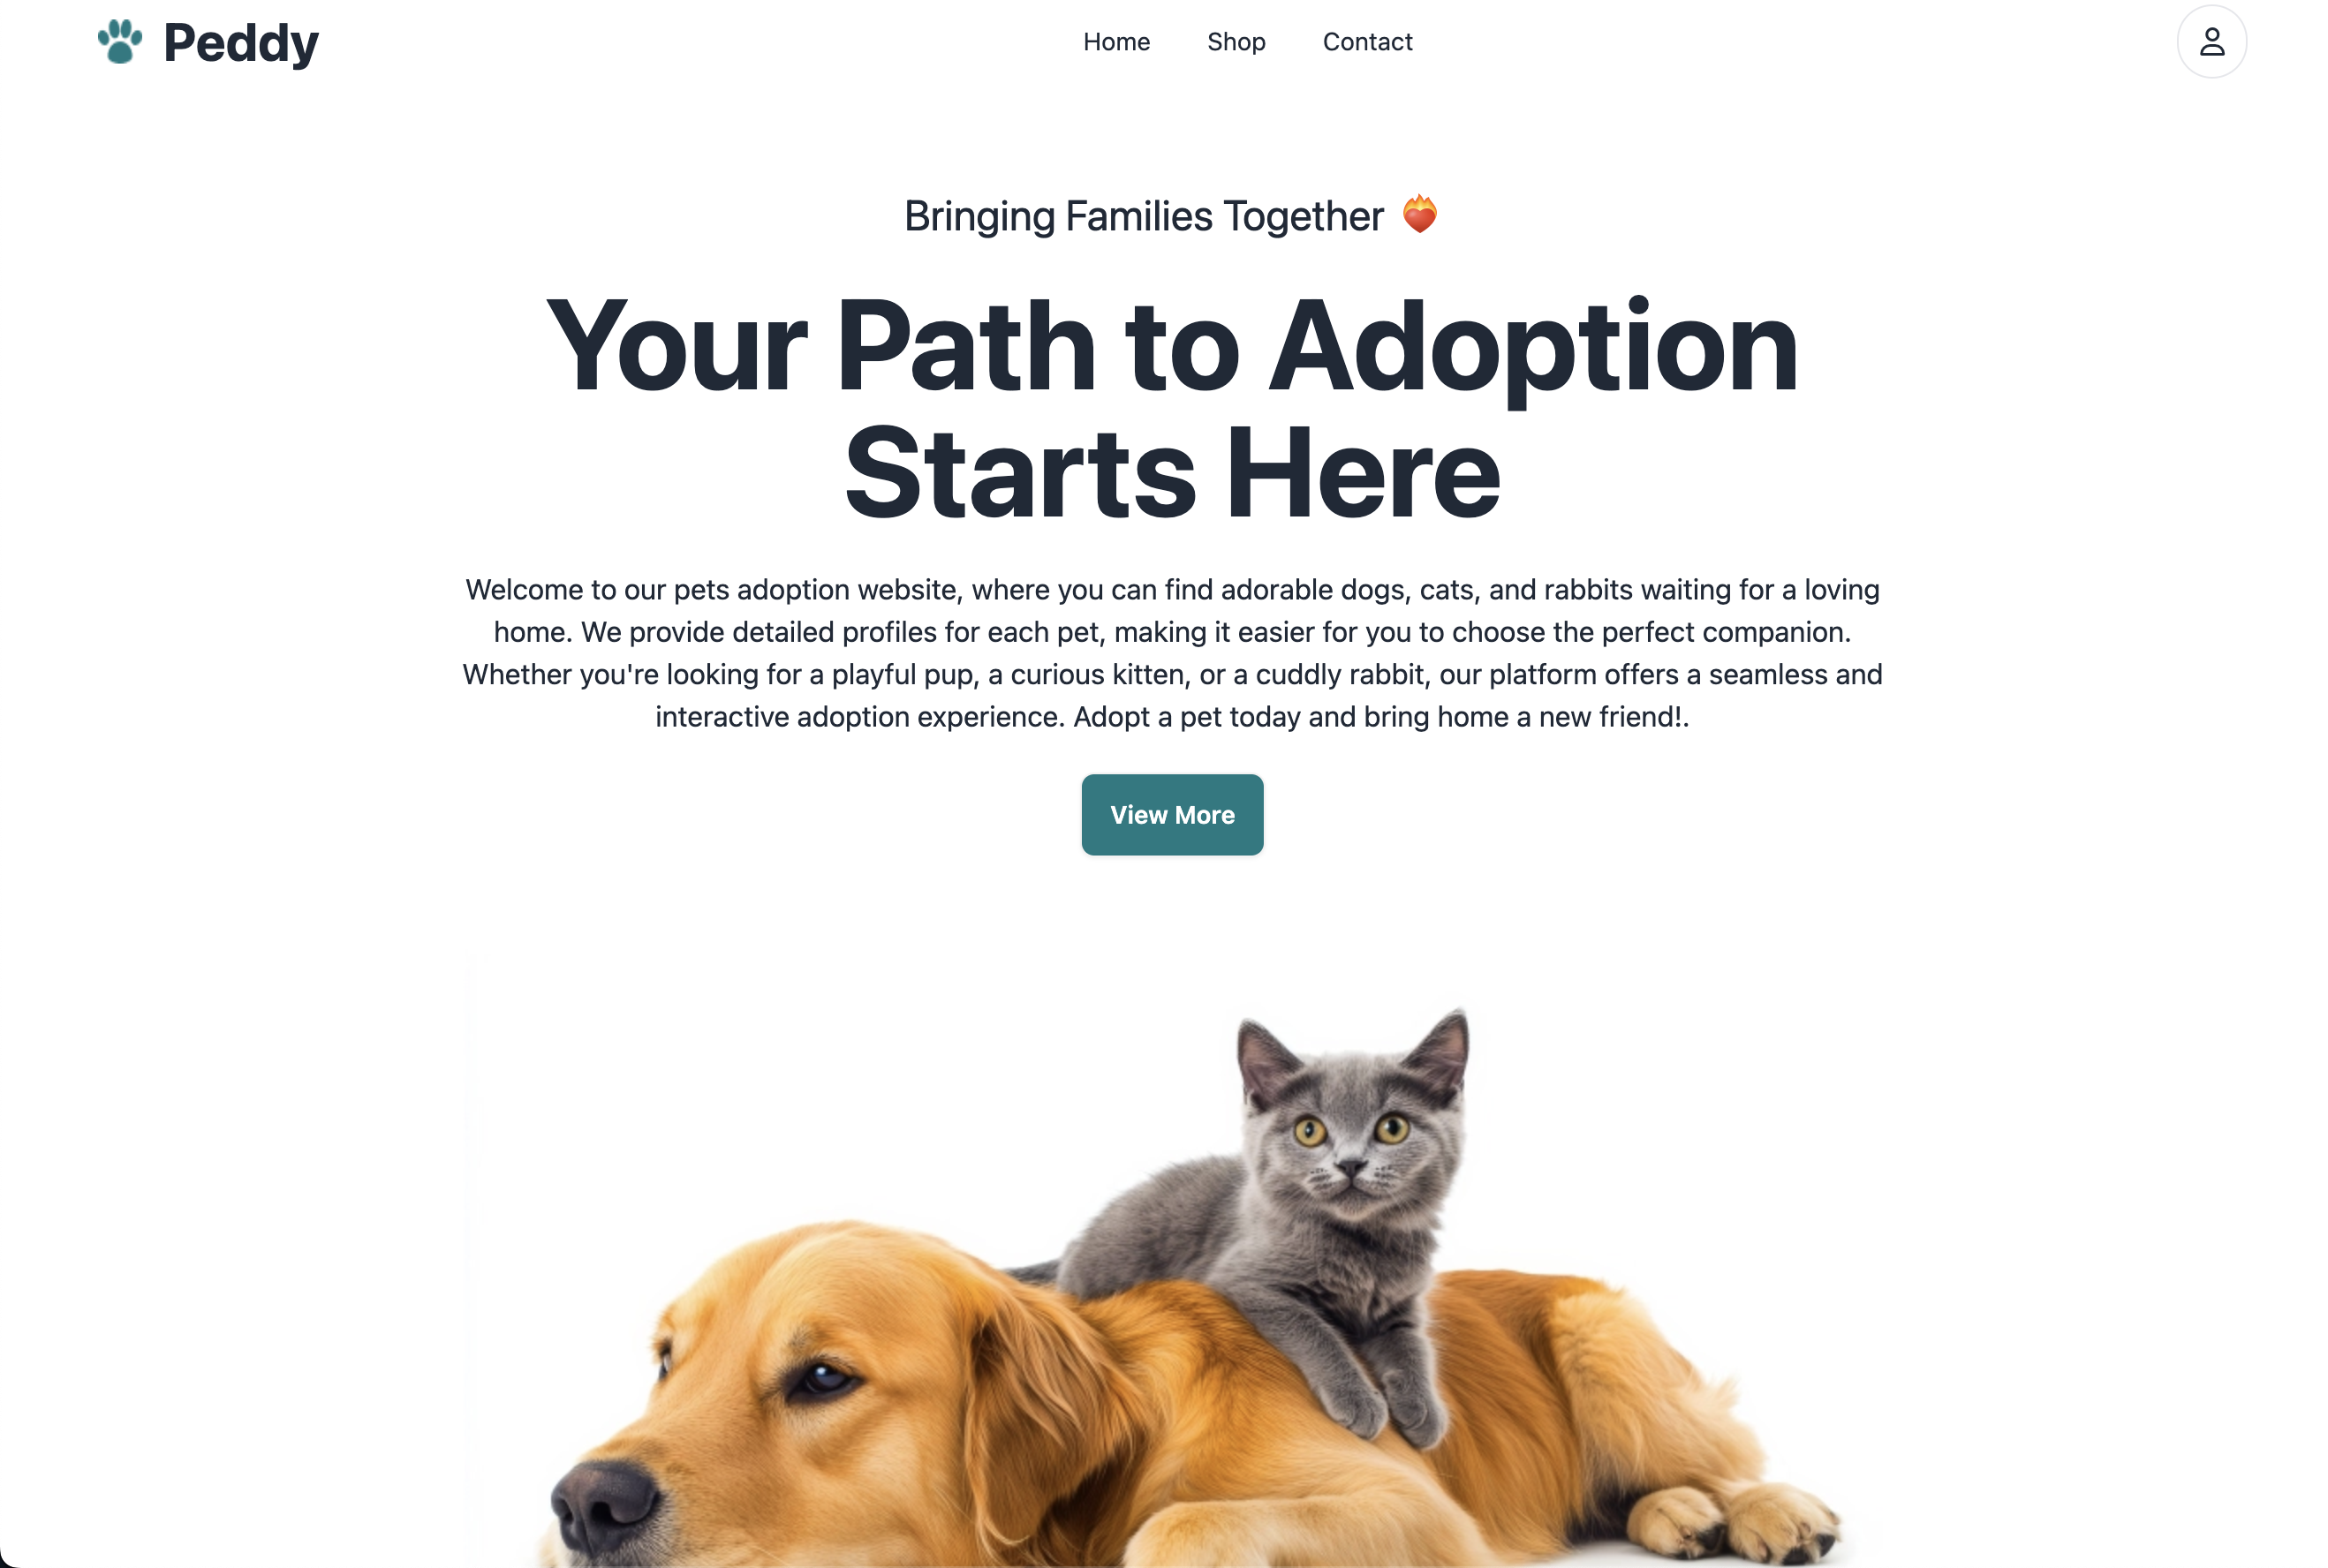 Peddy
Home Shop Contact
Bringing Families Together ❤️‍🔥
Your Path to Adoption
Starts Here
Welcome to our pets adoption website, where you can find adorable dogs, cats, and rabbits waiting for a loving
home. We provide detailed profiles for each pet, making it easier for you to choose the perfect companion.
Whether you're looking for a playful pup, a curious kitten, or a cuddly rabbit, our platform offers a seamless and
interactive adoption experience. Adopt a pet today and bring home a new friend!.
View More